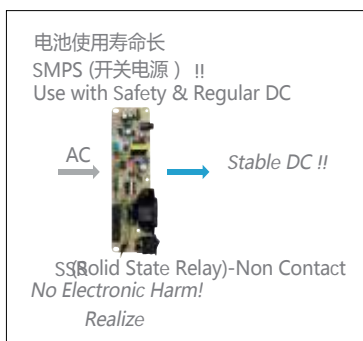 电池使用寿命长
SMPS (开关电源 ) !!
Use with Safety & Regular DC
AC
Stable DC !!
SSR(Solid State Relay)-Non Contact
No Electronic Harm!
Realize